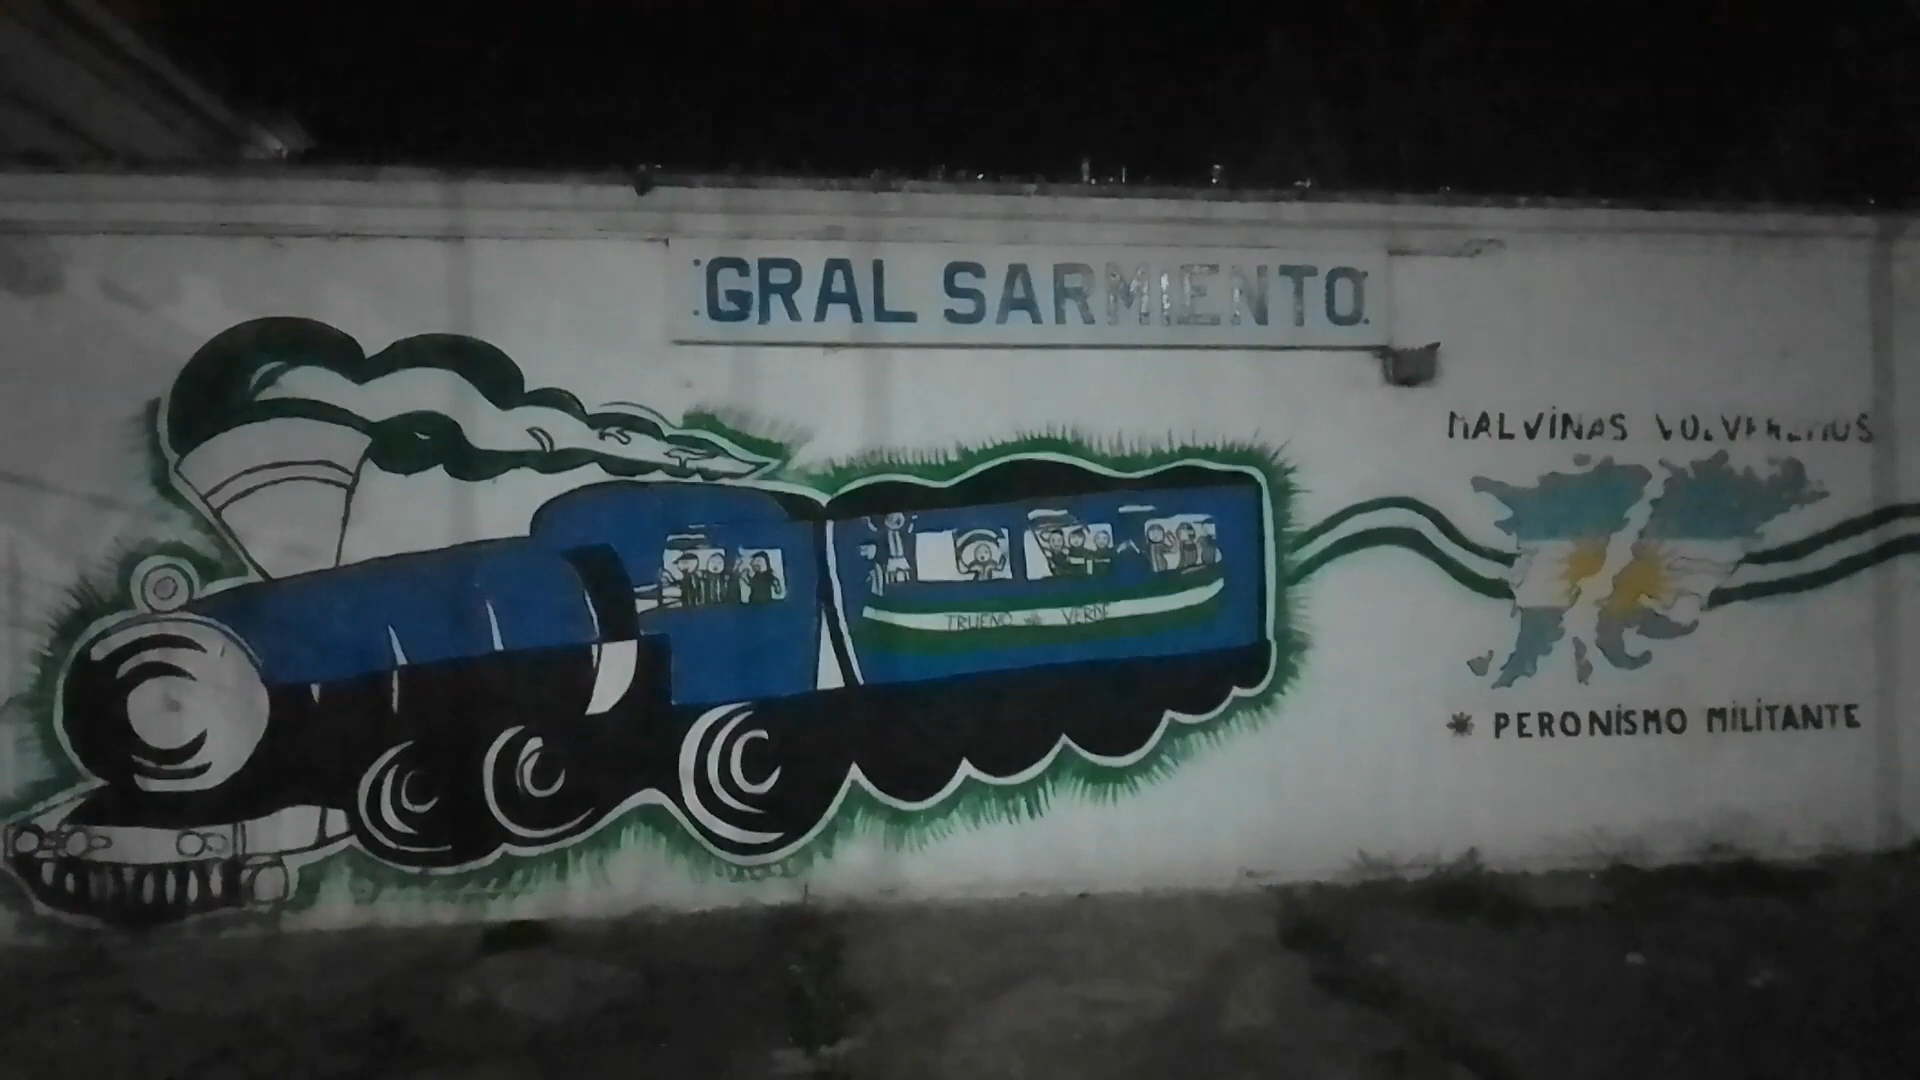 GRAL SARMIENTO
MALVINAS VOLVEREMOS
TRUENO VERDE
* PERONISMO MILITANTE